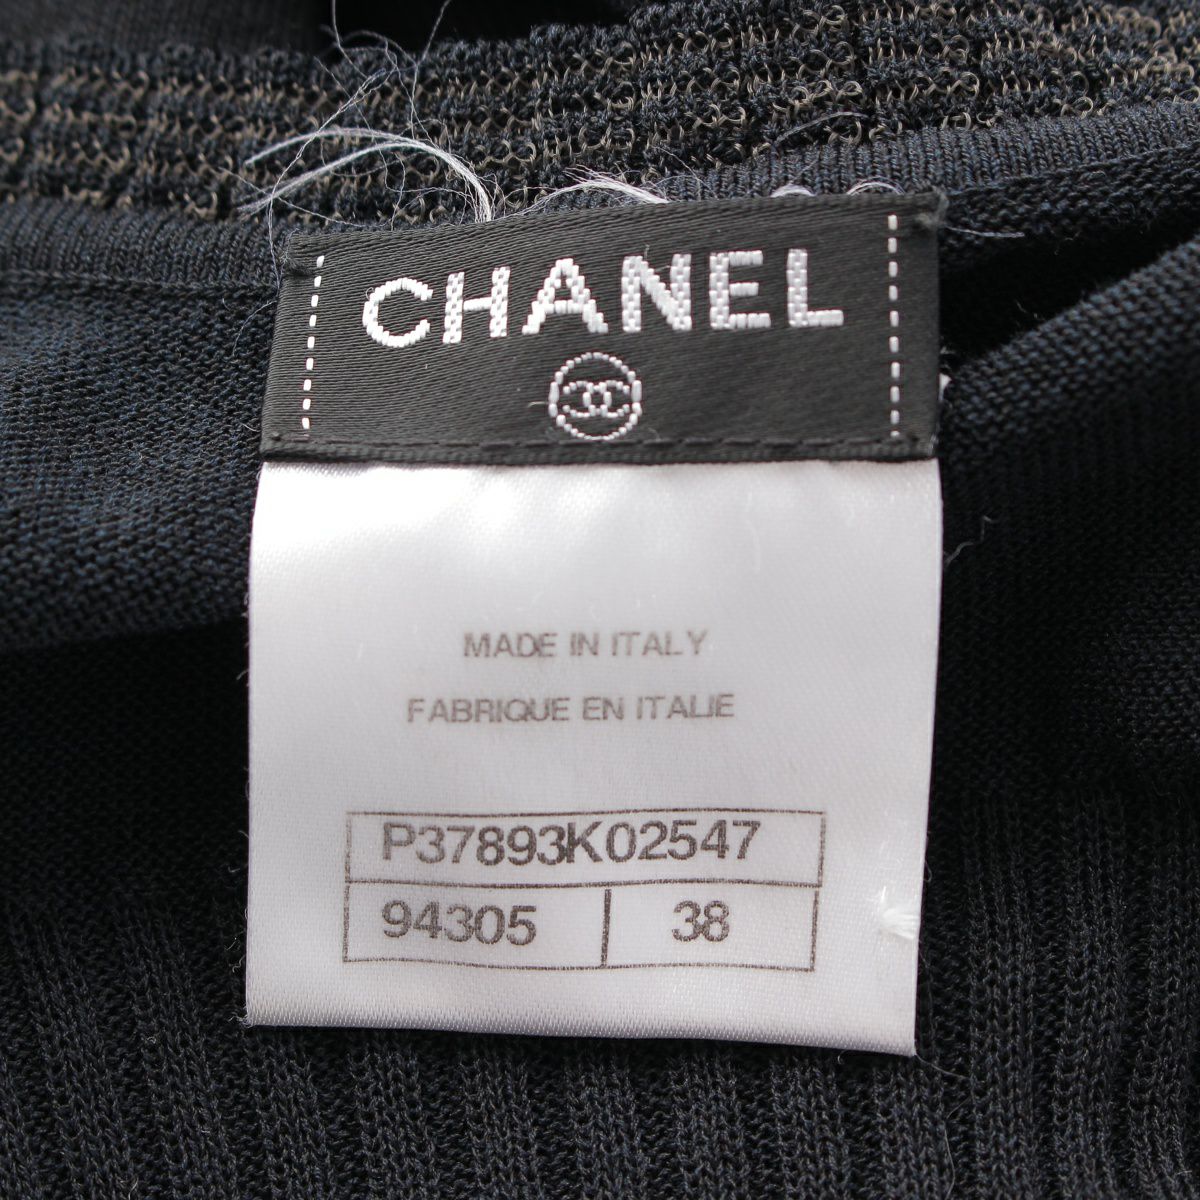 CHANEL
MADE IN ITALY
FABRIQUE EN ITALIE
P37893K02547
94305 38